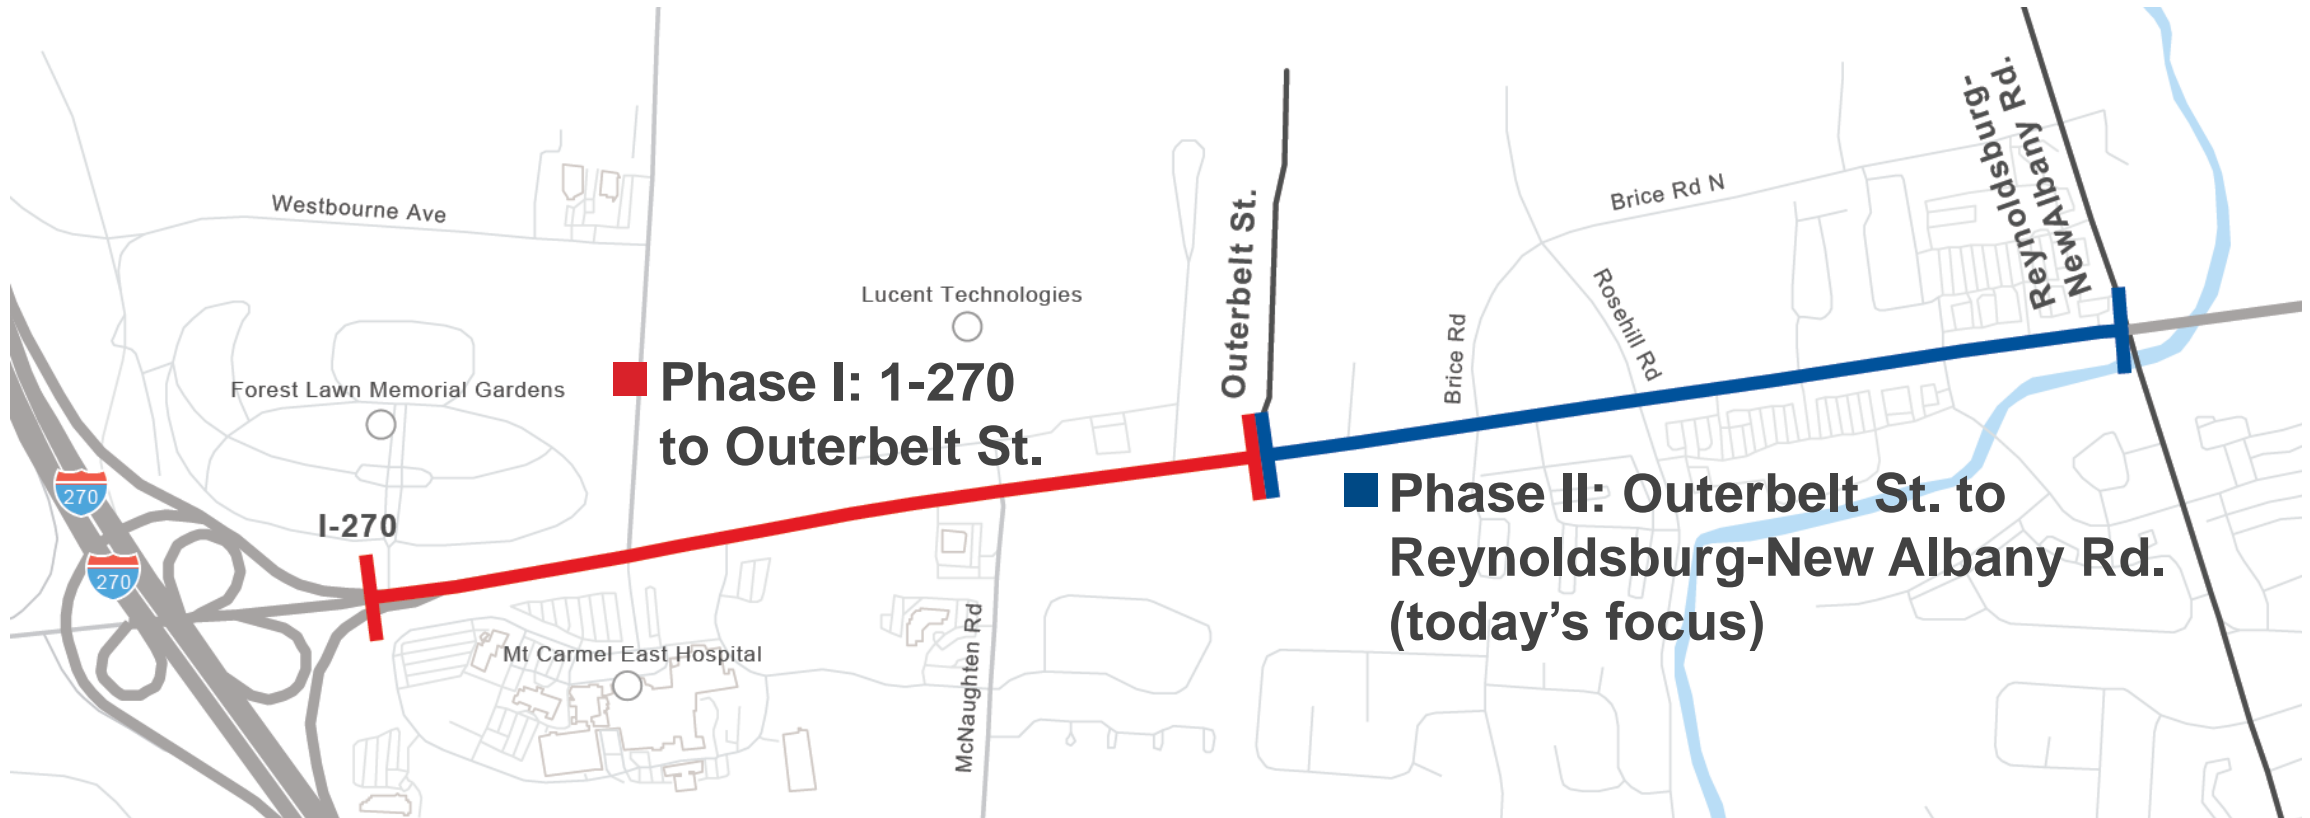 Westbourne Ave
Lucent Technologies
Forest Lawn Memorial Gardens
Phase I: 1-270
to Outerbelt St.
270
270
I-270
Mt Carmel East Hospital
McNaughten Rd
Outerbelt St.
Brice Rd
Rosehill Rd
Brice Rd N
Reynoldsburg-
NewAlbany Rd.
Phase II: Outerbelt St. to
Reynoldsburg-New Albany Rd.
(today’s focus)